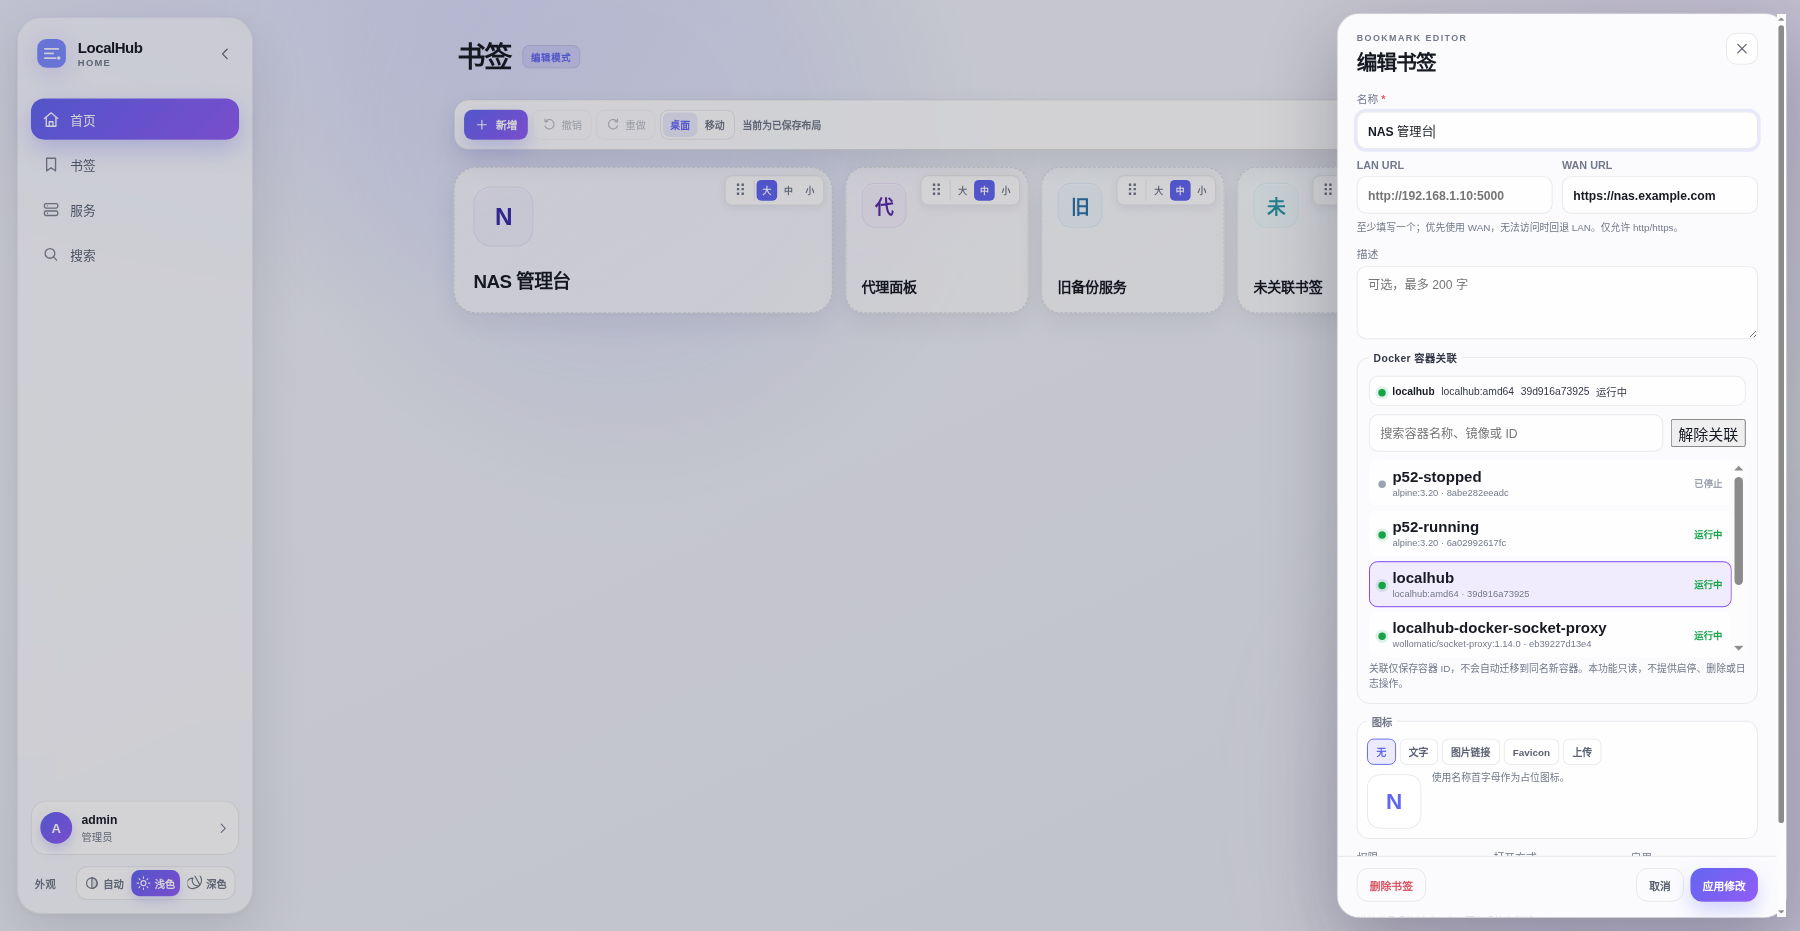 LocalHub
HOME
首页
书签
服务
搜索
admin
管理员
A
外观
自动
浅色
深色
书签
编辑模式
新增
撤销
重做
桌面
移动
当前为已保存布局
N
大 中 小
NAS 管理台
代
大 中 小
代理面板
旧
大 中 小
旧备份服务
未
未关联书签
BOOKMARK EDITOR
编辑书签
名称 *
NAS 管理台
LAN URL
WAN URL
http://192.168.1.10:5000
https://nas.example.com
至少填写一个；优先使用 WAN，无法访问时回退 LAN。仅允许 http/https。
描述
可选，最多 200 字
Docker 容器关联
localhub localhub:amd64 39d916a73925 运行中
搜索容器名称、镜像或 ID
解除关联
p52-stopped
alpine:3.20 · 8abe282eeadc
已停止
p52-running
alpine:3.20 · 6a02992617fc
运行中
localhub
localhub:amd64 · 39d916a73925
运行中
localhub-docker-socket-proxy
wollomatic/socket-proxy:1.14.0 · eb39227d13e4
运行中
关联仅保存容器 ID，不会自动迁移到同名新容器。本功能只读，不提供启停、删除或日
志操作。
图标
无
文字
图片链接
Favicon
上传
N
使用名称首字母作为占位图标。
删除书签
取消
应用修改